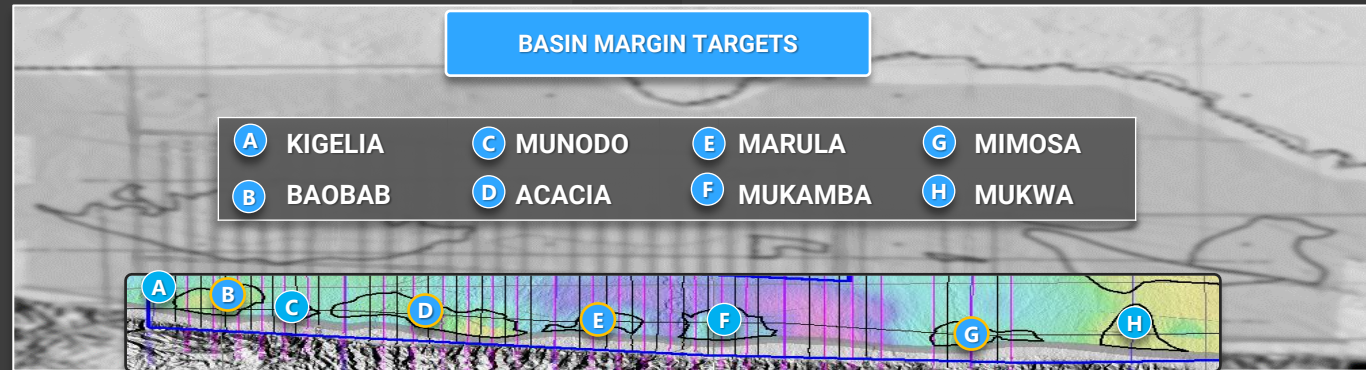 BASIN MARGIN TARGETS
A KIGELIA C MUNODO E MARULA G MIMOSA
B BAOBAB D ACACIA F MUKAMBA H MUKWA
A B C D E F G H